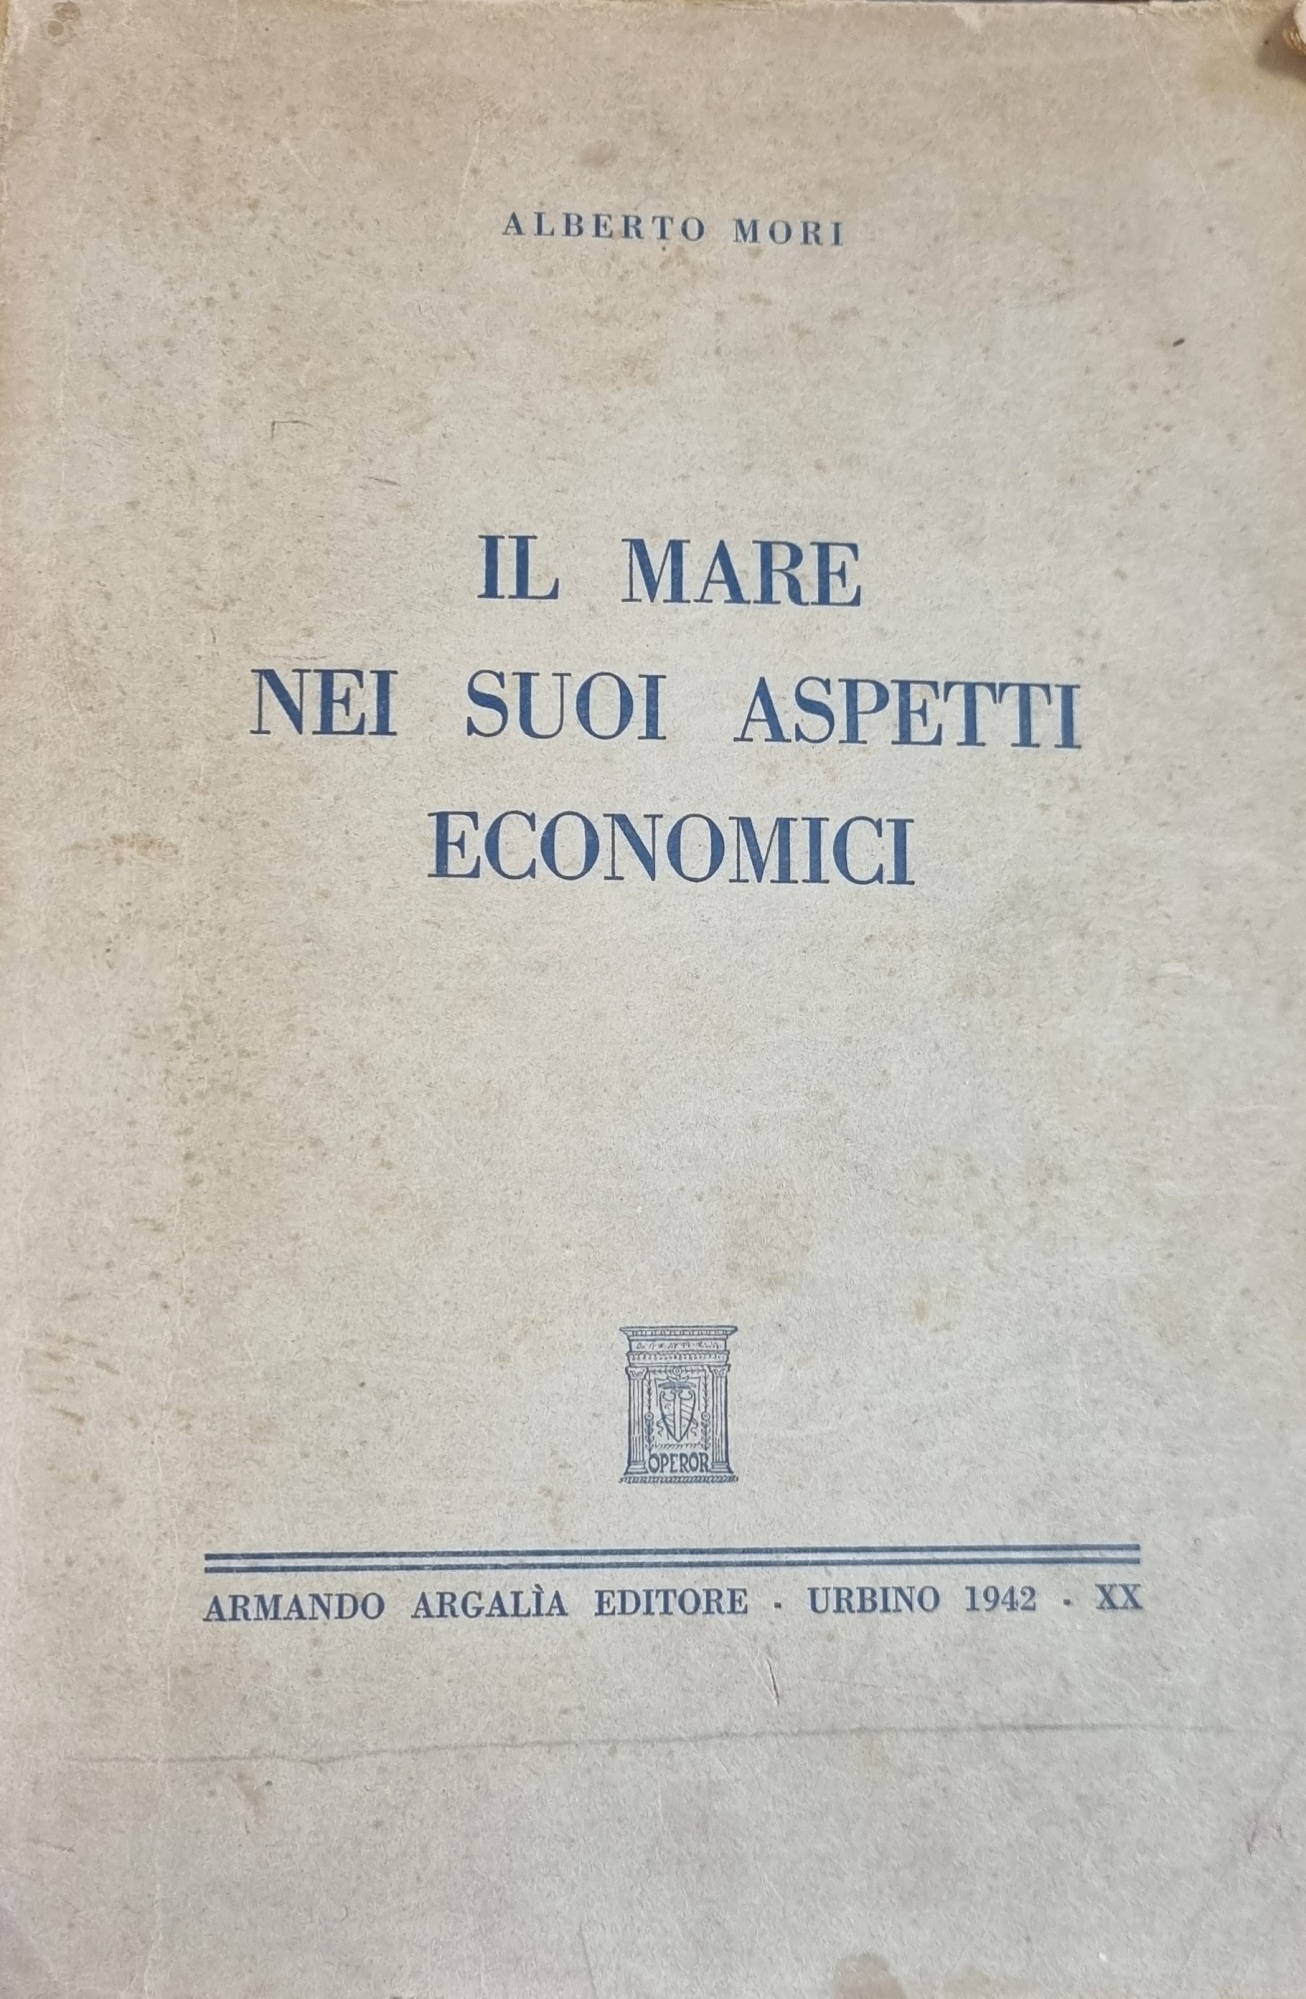 ALBERTO MORI
IL MARE
NEI SUOI ASPETTI
ECONOMICI
OPEROR
ARMANDO ARGALÌA EDITORE · URBINO 1942 · XX